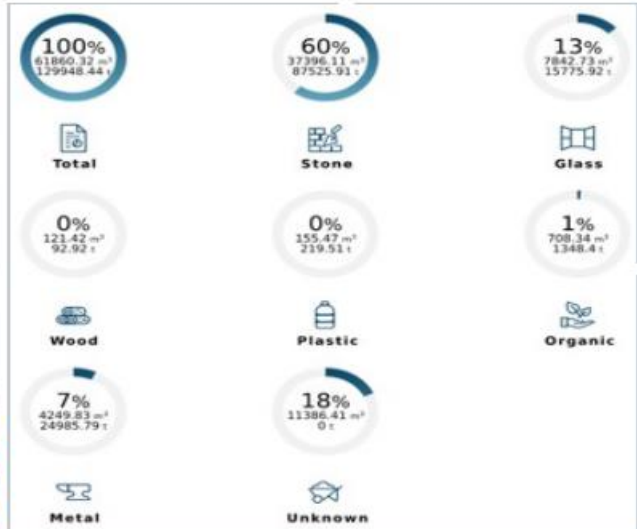 100%
61860.32 m³
129948.44 t
Total
60%
37396.11 m³
87525.91 t
Stone
13%
7842.73 m³
15775.92 t
Glass
0%
121.42 m³
92.92 t
Wood
0%
155.47 m³
219.51 t
Plastic
1%
708.34 m³
1348.4 t
Organic
7%
4249.83 m³
24985.79 t
Metal
18%
11386.41 m³
0 t
Unknown